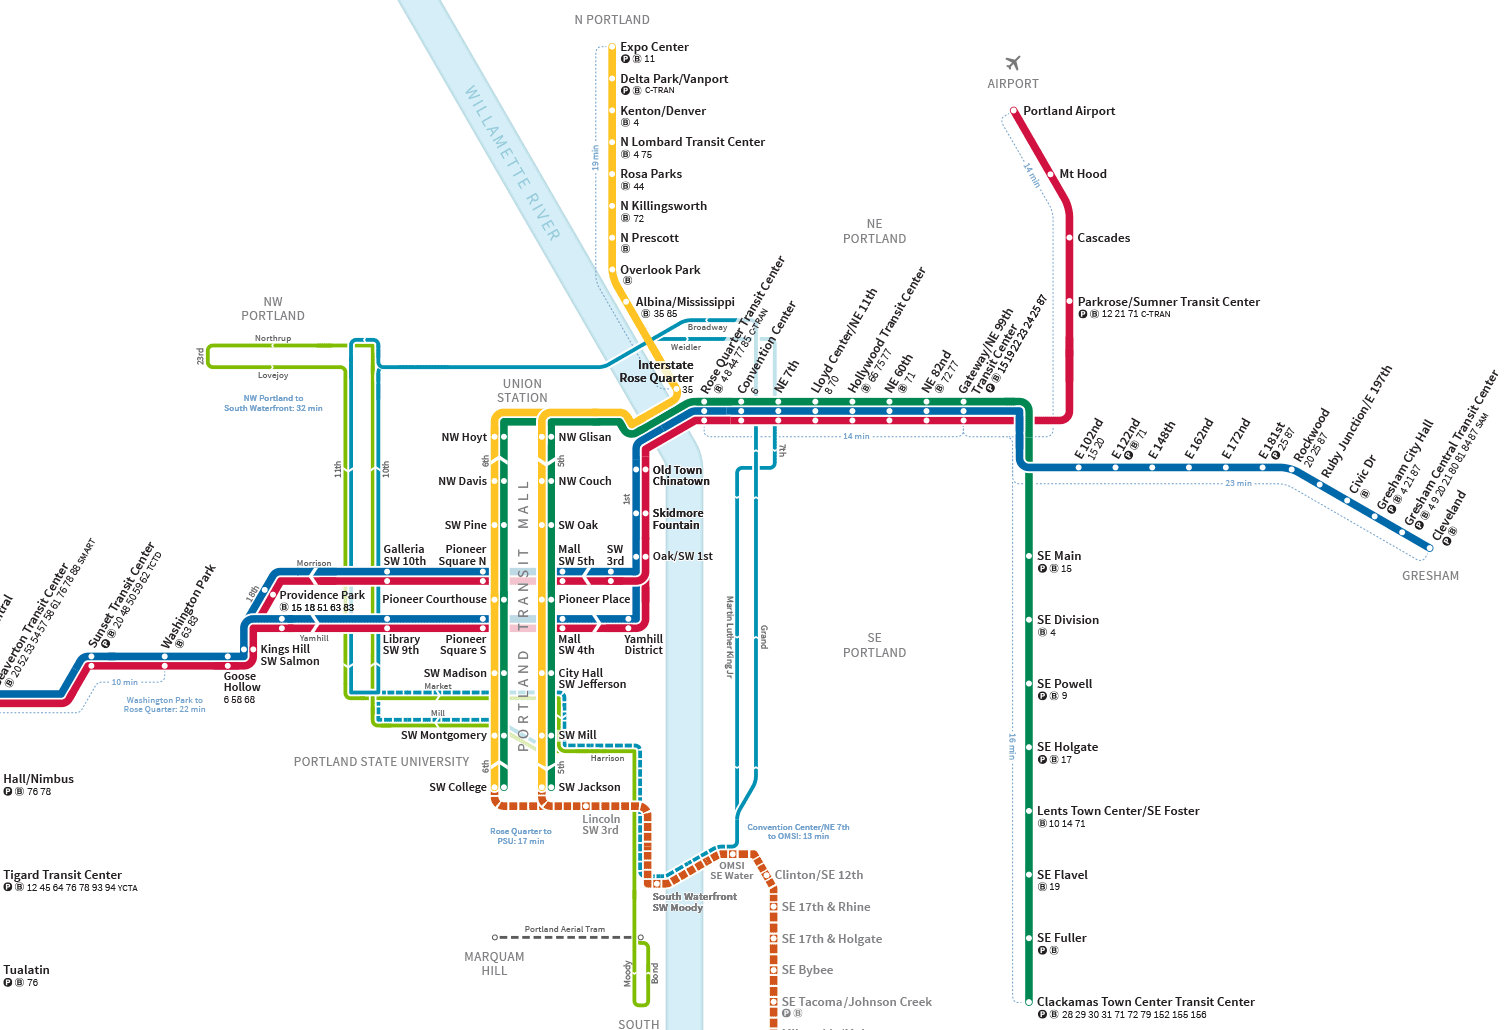 N PORTLAND
Expo Center
P B 11
Delta Park/Vanport
P B C-TRAN
Kenton/Denver
B 4
N Lombard Transit Center
B 4 75
Rosa Parks
B 44
N Killingsworth
B 72
N Prescott
B
Overlook Park
B
Albina/Mississippi
B 35 85
19 min
WILLAMETTE RIVER
AIRPORT
Portland Airport
Mt Hood
14 min
Cascades
Parkrose/Sumner Transit Center
P B 12 21 71 C-TRAN
NE
PORTLAND
NW
PORTLAND
Northrup
23rd
Lovejoy
NW Portland to
South Waterfront: 32 min
Broadway
Weidler
Interstate
Rose Quarter
35
Rose Quarter Transit Center
B 4 8 44 77 85 C-TRAN
Convention Center
6
NE 7th
Lloyd Center/NE 11th
8 70
Hollywood Transit Center
B 66 75 77
NE 60th
B 71
NE 82nd
B 72 77
Gateway/NE 99th
Transit Center
P B 15 19 22 23 24 25 87
14 min
7th
E 102nd
15 20
E 122nd
P B 71
E 148th
E 162nd
E 172nd
E 181st
P 25 87
Rockwood
20 25 87
Ruby Junction/E 197th
Civic Dr
B
Gresham City Hall
P B 4 21 87
Gresham Central Transit Center
P B 4 9 20 21 80 81 84 87 SAM
Cleveland
P B
23 min
GRESHAM
UNION
STATION
NW Hoyt
NW Glisan
6th
5th
NW Davis
NW Couch
SW Pine
SW Oak
11th
10th
PORTLAND TRANSIT MALL
1st
Old Town
Chinatown
Skidmore
Fountain
Oak/SW 1st
Galleria
SW 10th
Pioneer
Square N
Mall
SW 5th
SW
3rd
Morrison
18th
Providence Park
B 15 18 51 63 83
Pioneer Courthouse
Pioneer Place
Yamhill
Library
SW 9th
Pioneer
Square S
Mall
SW 4th
Yamhill
District
Kings Hill
SW Salmon
Goose
Hollow
6 58 68
Washington Park
B 63 83
Sunset Transit Center
P B 20 48 50 59 62 TCTD
eaverton Transit Center
B 20 52 53 54 57 58 61 76 78 88 SMART
ntral
10 min
Washington Park to
Rose Quarter: 22 min
SW Madison
City Hall
SW Jefferson
Market
Mill
SW Montgomery
SW Mill
Harrison
PORTLAND STATE UNIVERSITY
6th
5th
SW College
SW Jackson
Rose Quarter to
PSU: 17 min
Lincoln
SW 3rd
Martin Luther King Jr
Grand
SE
PORTLAND
Convention Center/NE 7th
to OMSI: 13 min
OMSI
SE Water
South Waterfront
SW Moody
Clinton/SE 12th
SE 17th & Rhine
SE 17th & Holgate
SE Bybee
SE Tacoma/Johnson Creek
P B
Portland Aerial Tram
MARQUAM
HILL
Moody
Bond
SOUTH
SE Main
P B 15
SE Division
B 4
SE Powell
P B 9
SE Holgate
P B 17
16 min
Lents Town Center/SE Foster
B 10 14 71
SE Flavel
B 19
SE Fuller
P B
Clackamas Town Center Transit Center
P B 28 29 30 31 71 72 79 152 155 156
Hall/Nimbus
P B 76 78
Tigard Transit Center
P B 12 45 64 76 78 93 94 YCTA
Tualatin
P B 76